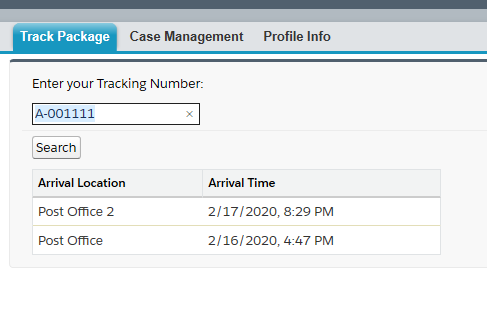 Track Package Case Management Profile Info
Enter your Tracking Number:
A-001111 ×
Search
Arrival Location Arrival Time
Post Office 2 2/17/2020, 8:29 PM
Post Office 2/16/2020, 4:47 PM